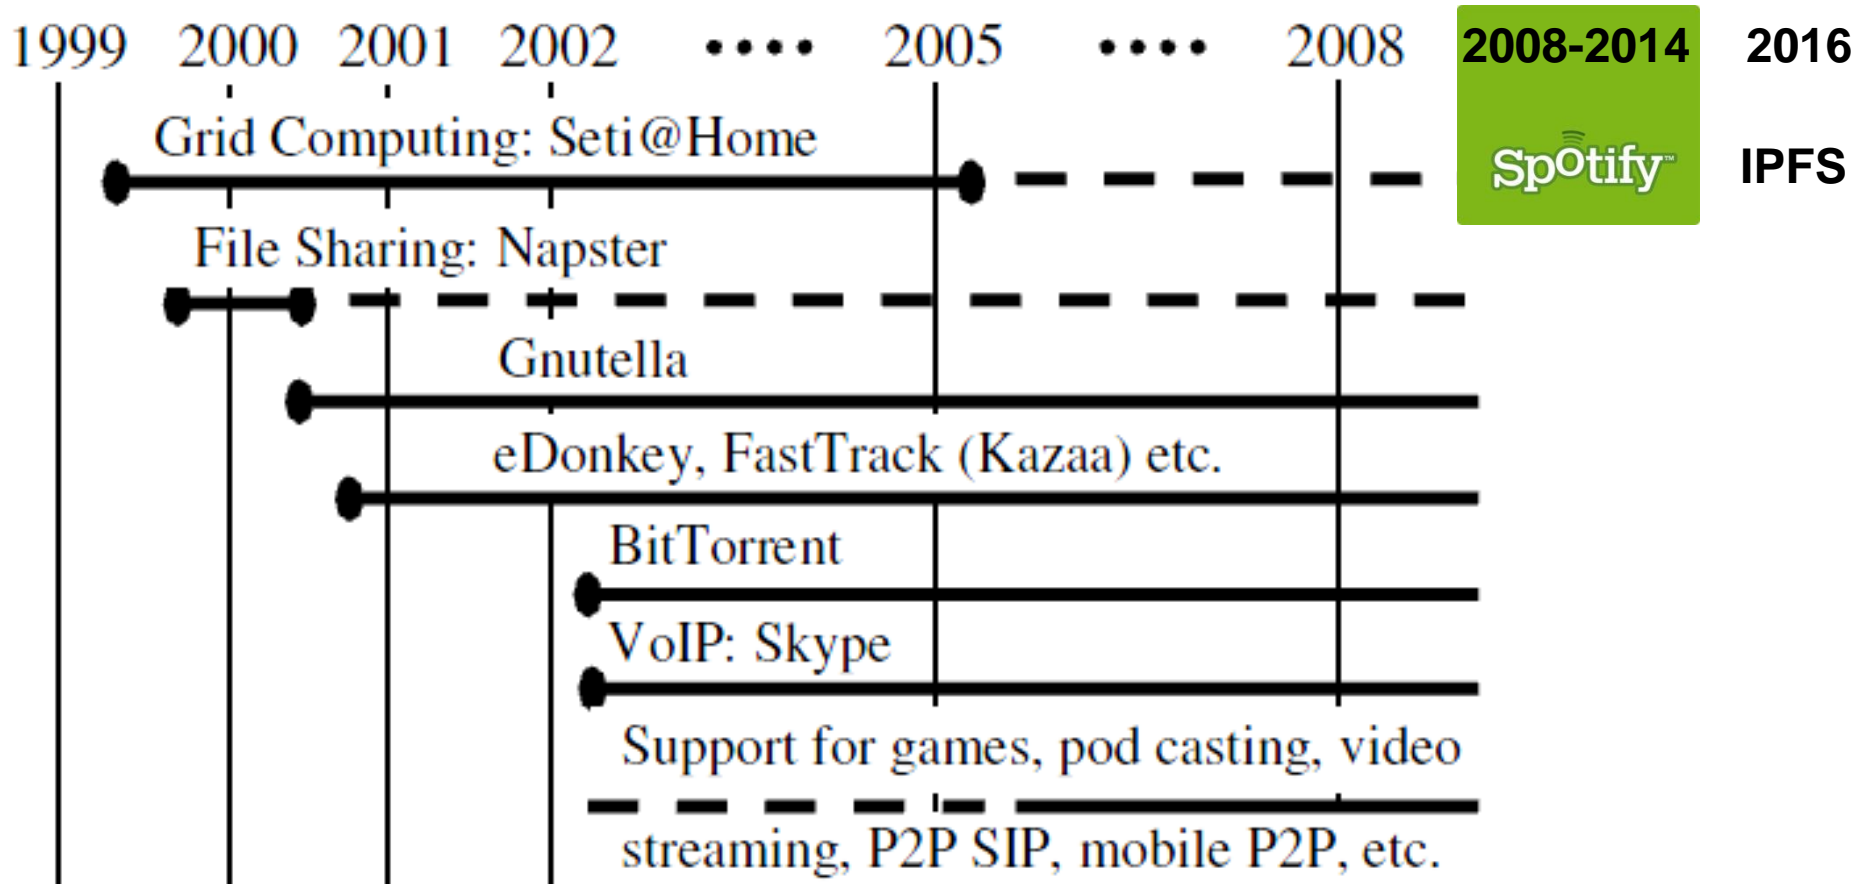 1999 2000 2001 2002 •••• 2005 •••• 2008 2008-2014 2016
Grid Computing: Seti@Home
Spotify™ IPFS
File Sharing: Napster
Gnutella
eDonkey, FastTrack (Kazaa) etc.
BitTorrent
VoIP: Skype
Support for games, pod casting, video
streaming, P2P SIP, mobile P2P, etc.